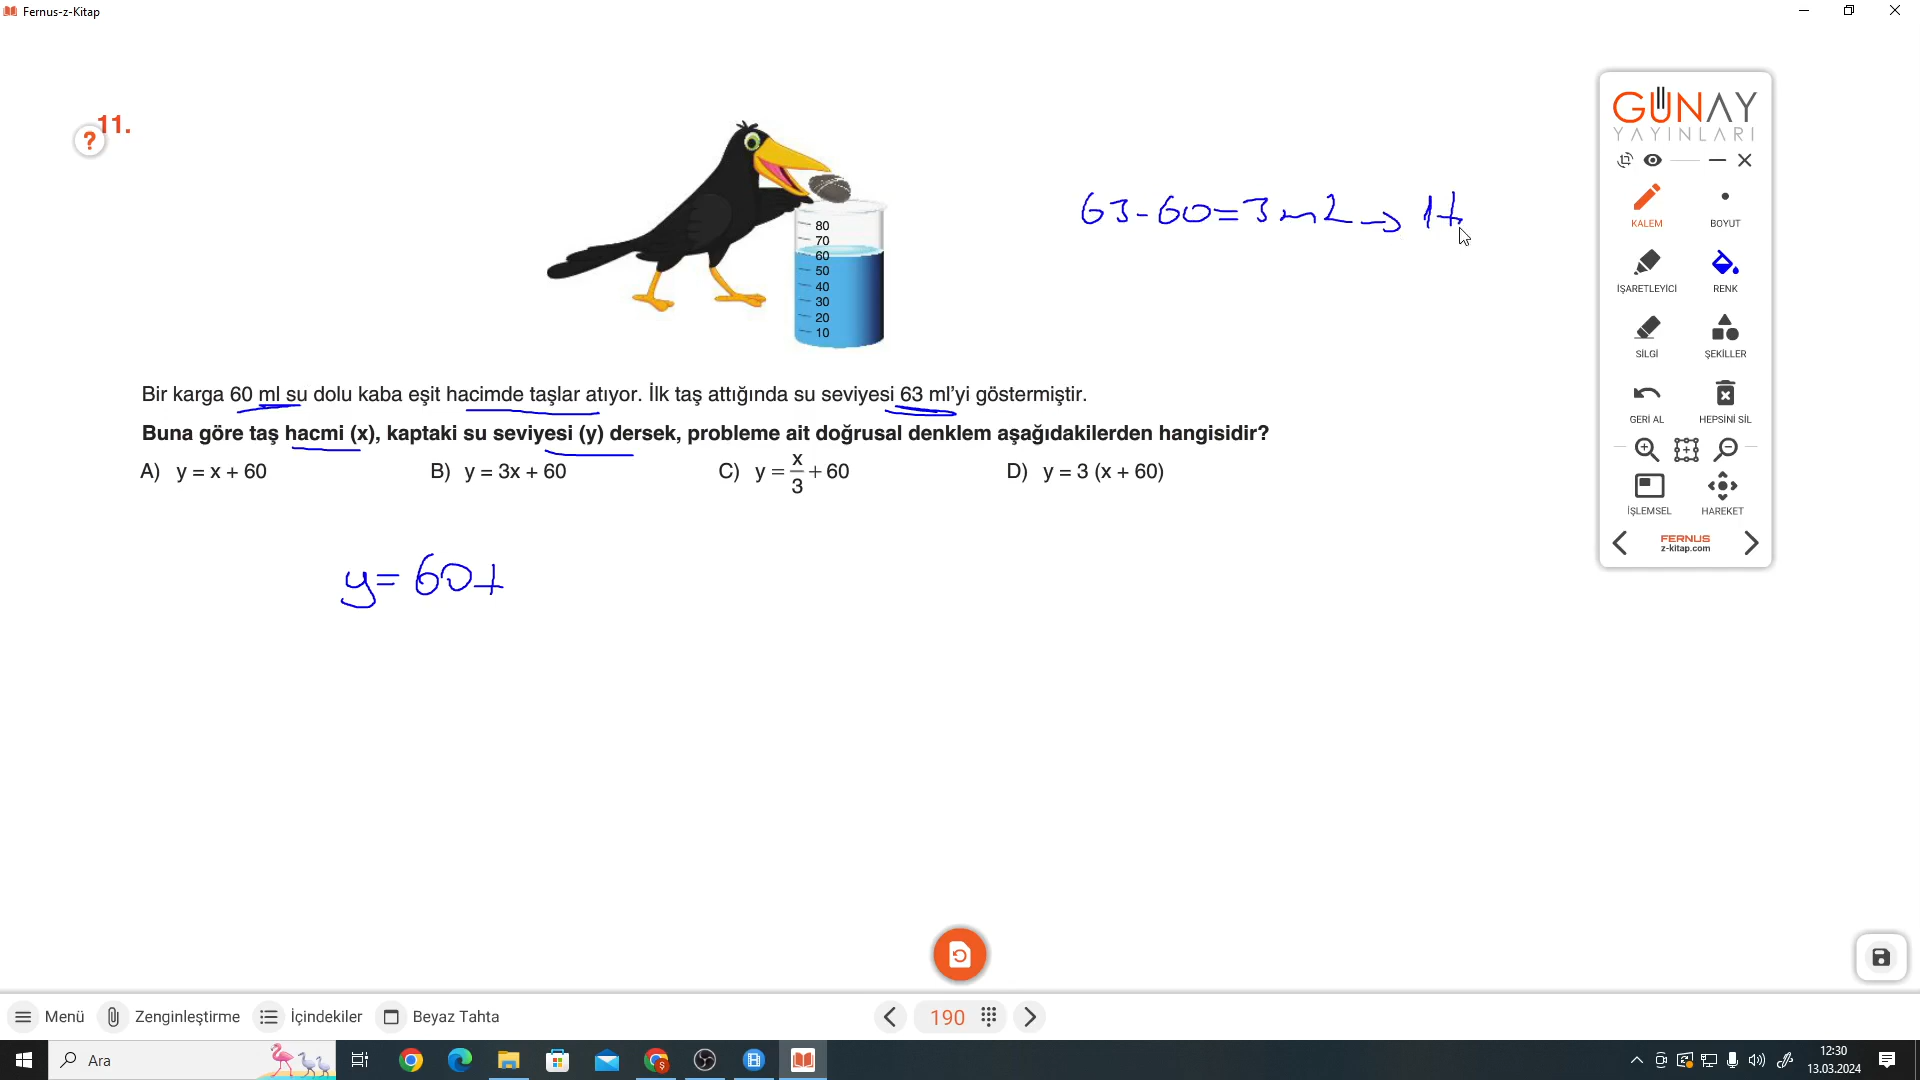 Fernus-z-Kitap
11.
?
80
70
60
50
40
30
20
10
63-60=3ml→ 1t
Bir karga 60 ml su dolu kaba eşit hacimde taşlar atıyor. İlk taş attığında su seviyesi 63 ml'yi göstermiştir.
Buna göre taş hacmi (x), kaptaki su seviyesi (y) dersek, probleme ait doğrusal denklem aşağıdakilerden hangisidir?
A) y = x + 60 B) y = 3x + 60 C) y = x/3 + 60 D) y = 3 (x + 60)
y= 60+
GÜNAY
YAYINLARI
KALEM BOYUT
İŞARETLEYİCİ RENK
SİLGİ ŞEKİLLER
GERİ AL HEPSİNİ SİL
İŞLEMSEL HAREKET
FERNUS
z-kitap.com
Menü Zenginleştirme İçindekiler Beyaz Tahta 190
Ara
12:30
13.03.2024